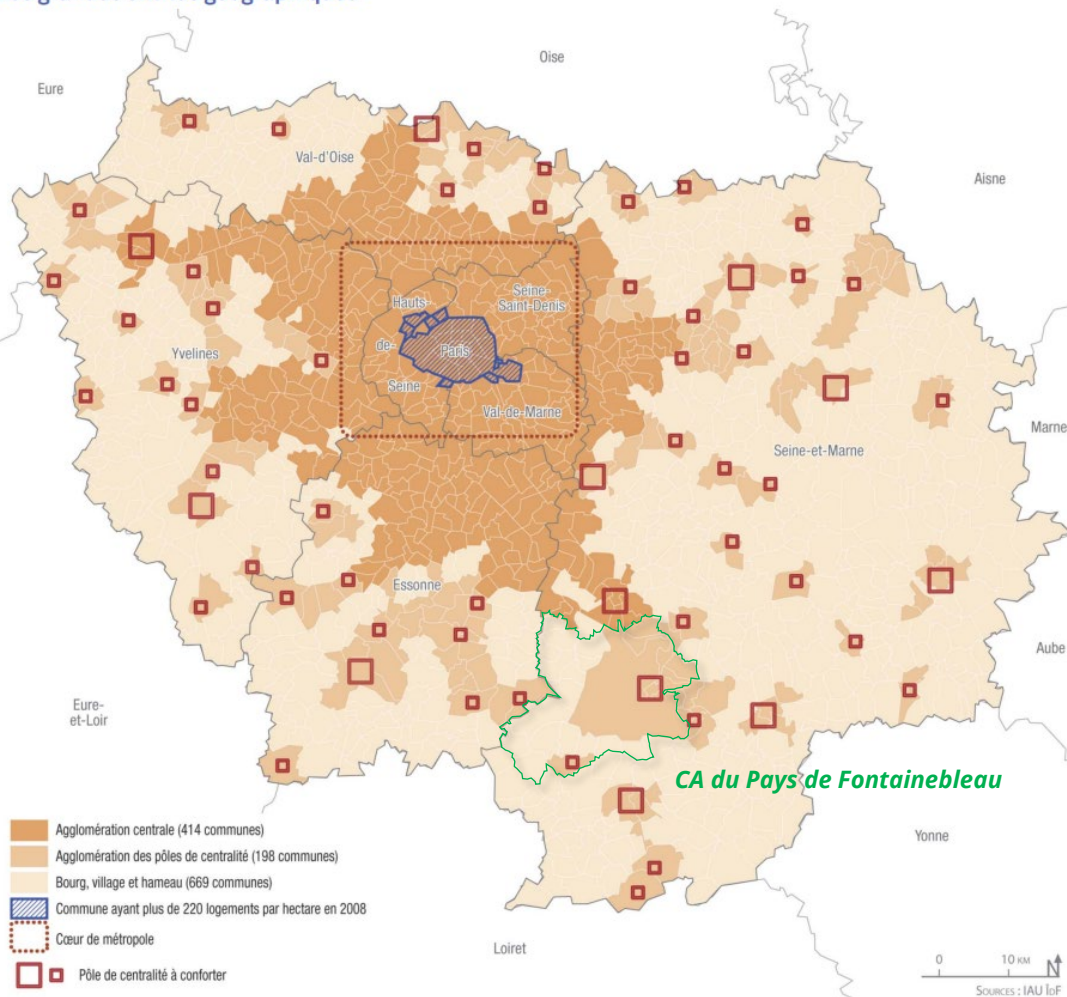 Oise
Eure
Val-d'Oise
Aisne
Hauts-
Seine-
Saint-Denis
de-
Paris
Yvelines
Seine
Val-de-Marne
Marne
Seine-et-Marne
Essonne
Aube
Eure-
et-Loir
CA du Pays de Fontainebleau
Agglomération centrale (414 communes)
Agglomération des pôles de centralité (198 communes)
Bourg, village et hameau (669 communes)
Commune ayant plus de 220 logements par hectare en 2008
Cœur de métropole
Pôle de centralité à conforter
Yonne
Loiret
0 10 KM
N
SOURCES : IAU ÎDF